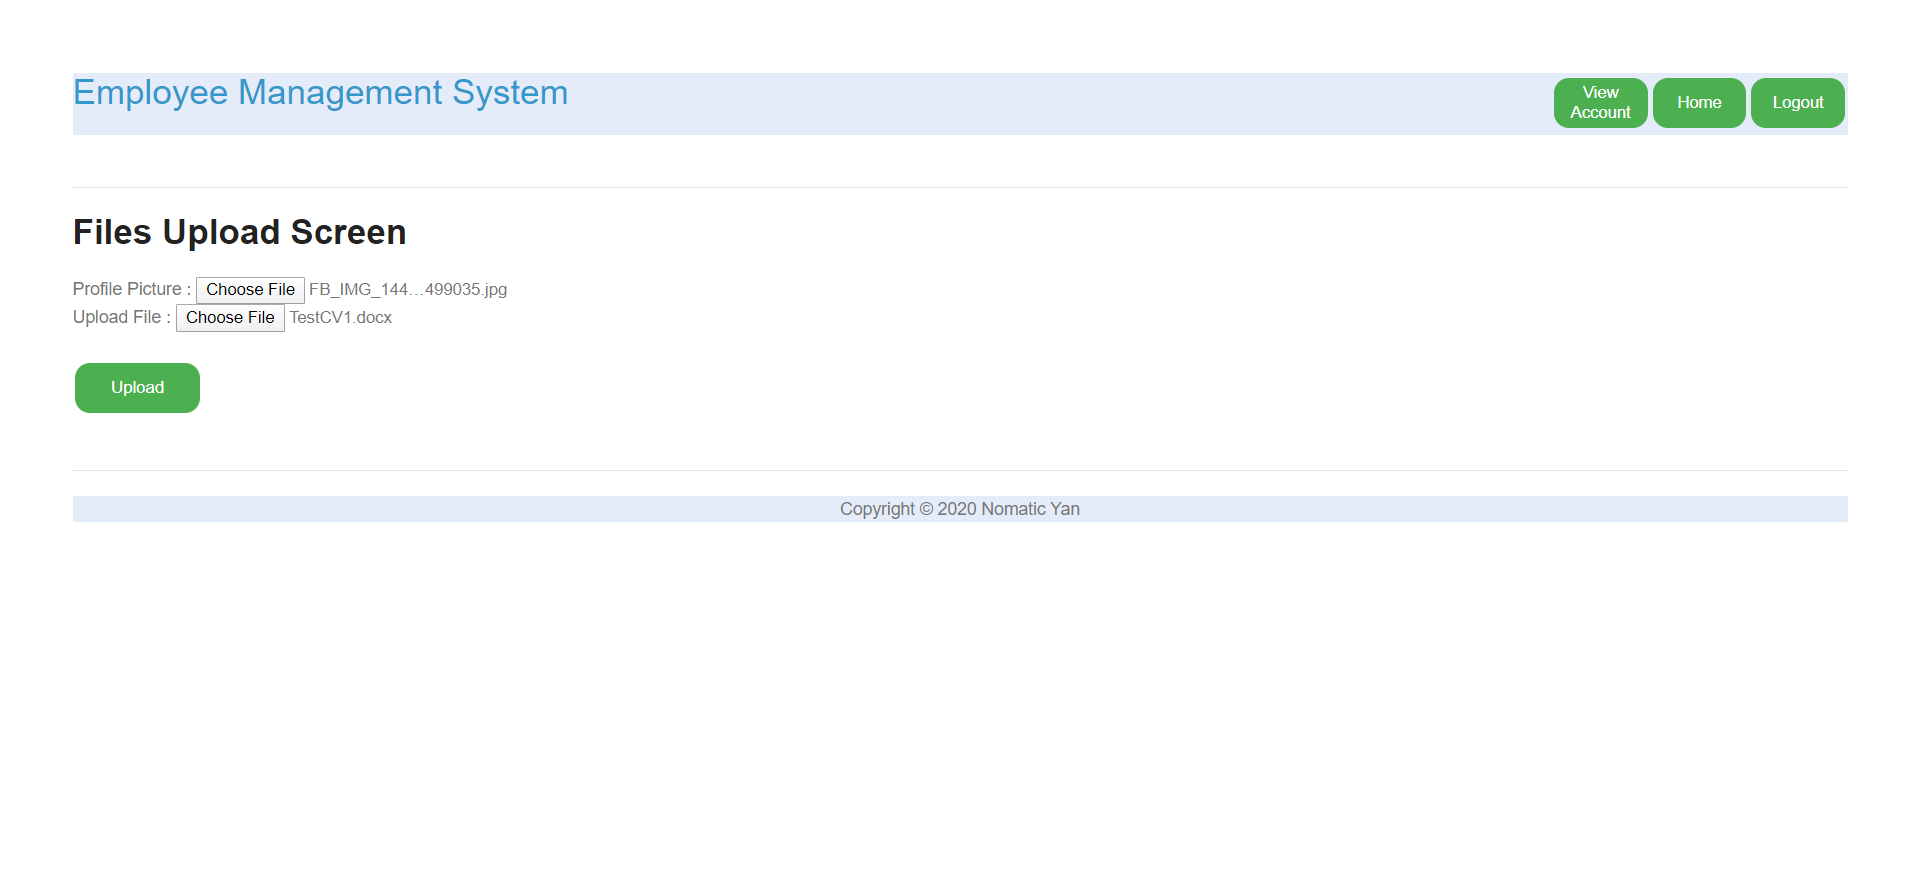 Employee Management System
View
Account
Home
Logout
Files Upload Screen
Profile Picture : Choose File FB_IMG_144…499035.jpg
Upload File : Choose File TestCV1.docx
Upload
Copyright © 2020 Nomatic Yan